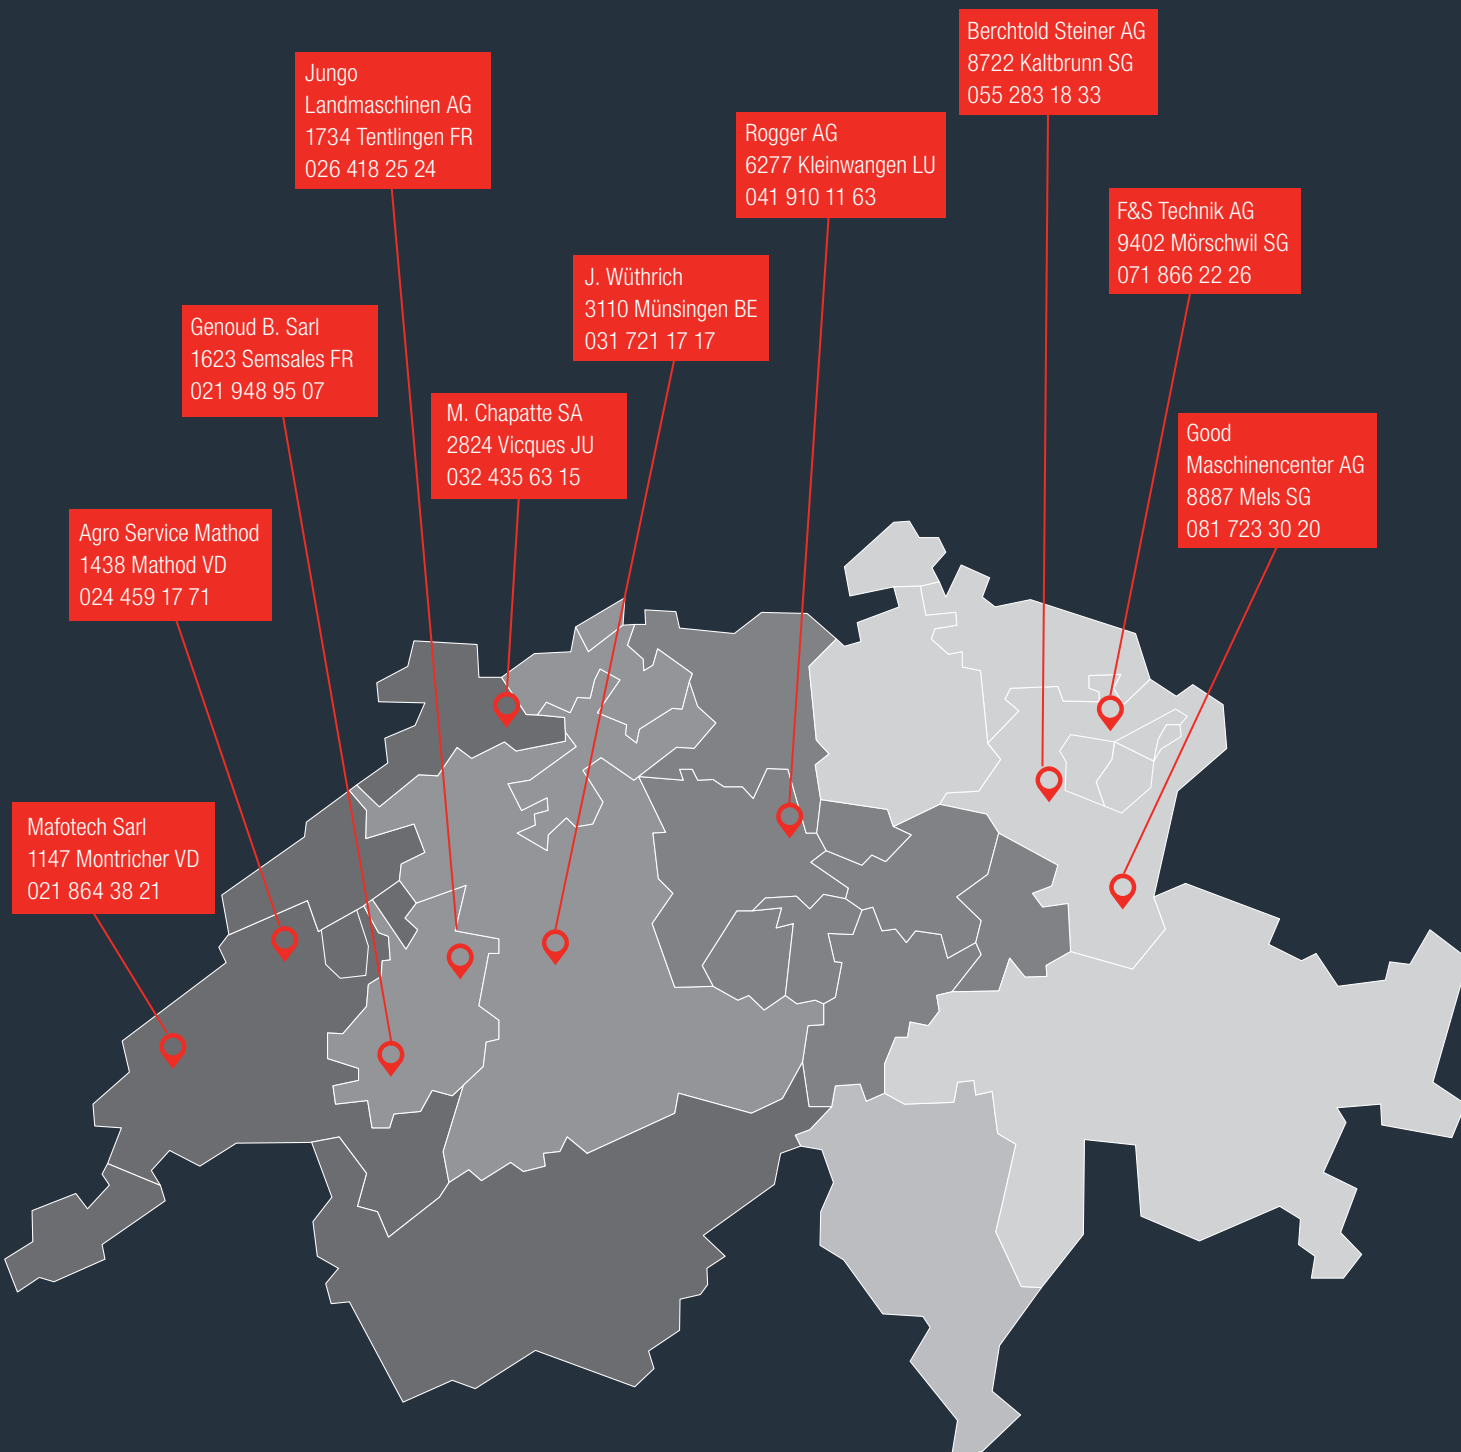 Berchtold Steiner AG
8722 Kaltbrunn SG
055 283 18 33
Jungo
Landmaschinen AG
1734 Tentlingen FR
026 418 25 24
Rogger AG
6277 Kleinwangen LU
041 910 11 63
F&S Technik AG
9402 Mörschwil SG
071 866 22 26
J. Wüthrich
3110 Münsingen BE
031 721 17 17
Genoud B. Sarl
1623 Semsales FR
021 948 95 07
M. Chapatte SA
2824 Vicques JU
032 435 63 15
Good
Maschinencenter AG
8887 Mels SG
081 723 30 20
Agro Service Mathod
1438 Mathod VD
024 459 17 71
Mafotech Sarl
1147 Montricher VD
021 864 38 21